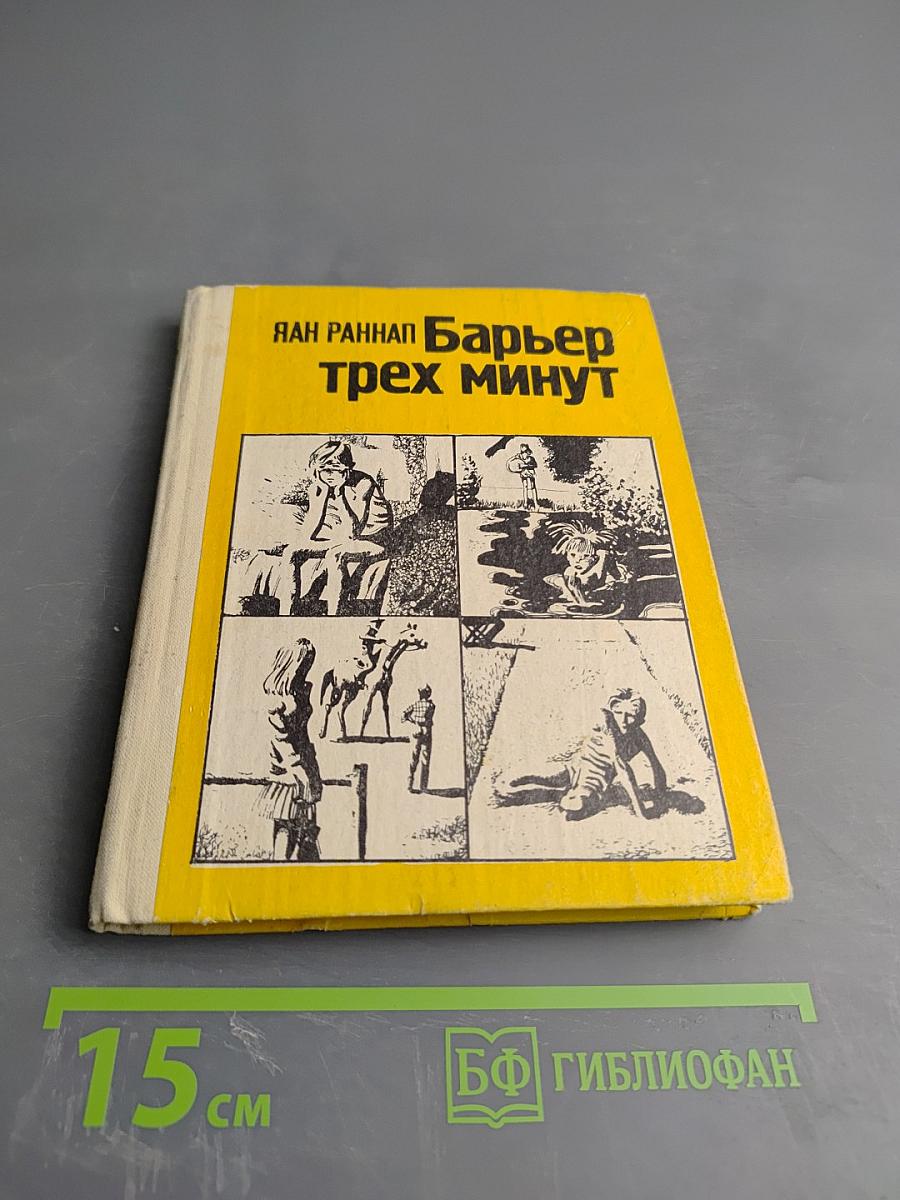 ЯАН РАННАП Барьер
трех минут
15 см
БФ ГИБЛИОФАН